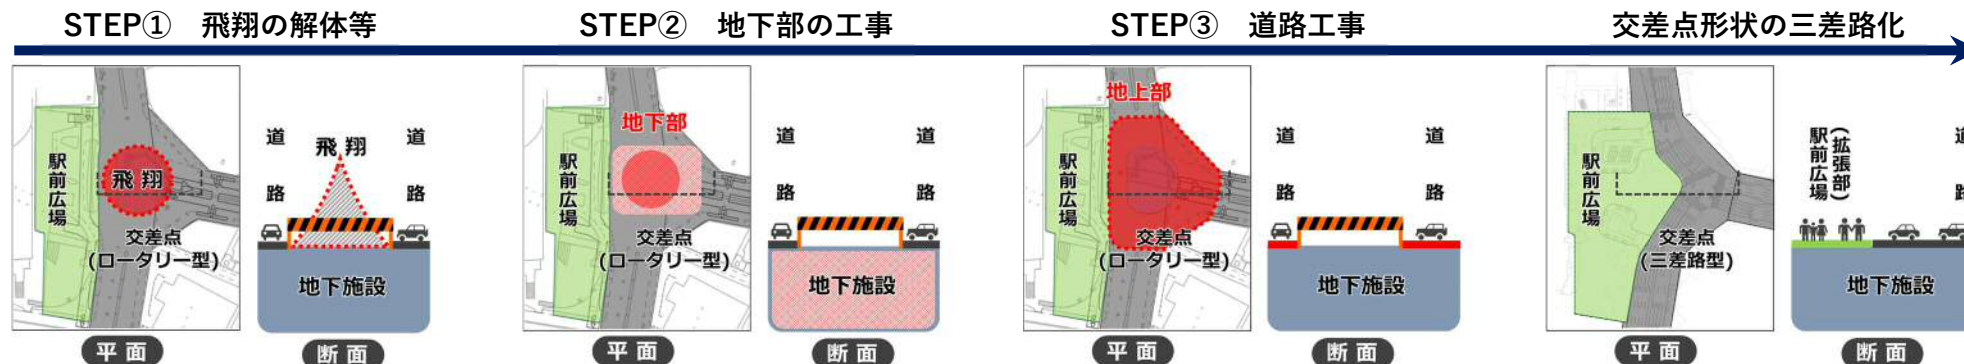 STEP① 飛翔の解体等
STEP② 地下部の工事
STEP③ 道路工事
交差点形状の三差路化
駅前広場
飛翔
交差点
(ロータリー型)
平面
道路
飛翔
道路
地下施設
断面
駅前広場
地下部
交差点
(ロータリー型)
平面
道路
道路
地下施設
断面
駅前広場
地上部
交差点
(ロータリー型)
平面
道路
道路
地下施設
断面
駅前広場
交差点
(三差路型)
平面
駅前広場
(拡張部)
道路
地下施設
断面